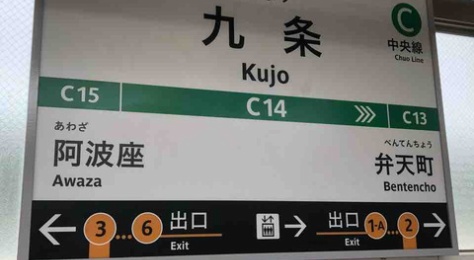 九条
C
中央線
Chuo Line
Kujo
C15
C14
C13
あわざ
阿波座
Awaza
べんてんちょう
弁天町
Bentencho
3...6 出口
Exit
出口 1-A...2
Exit